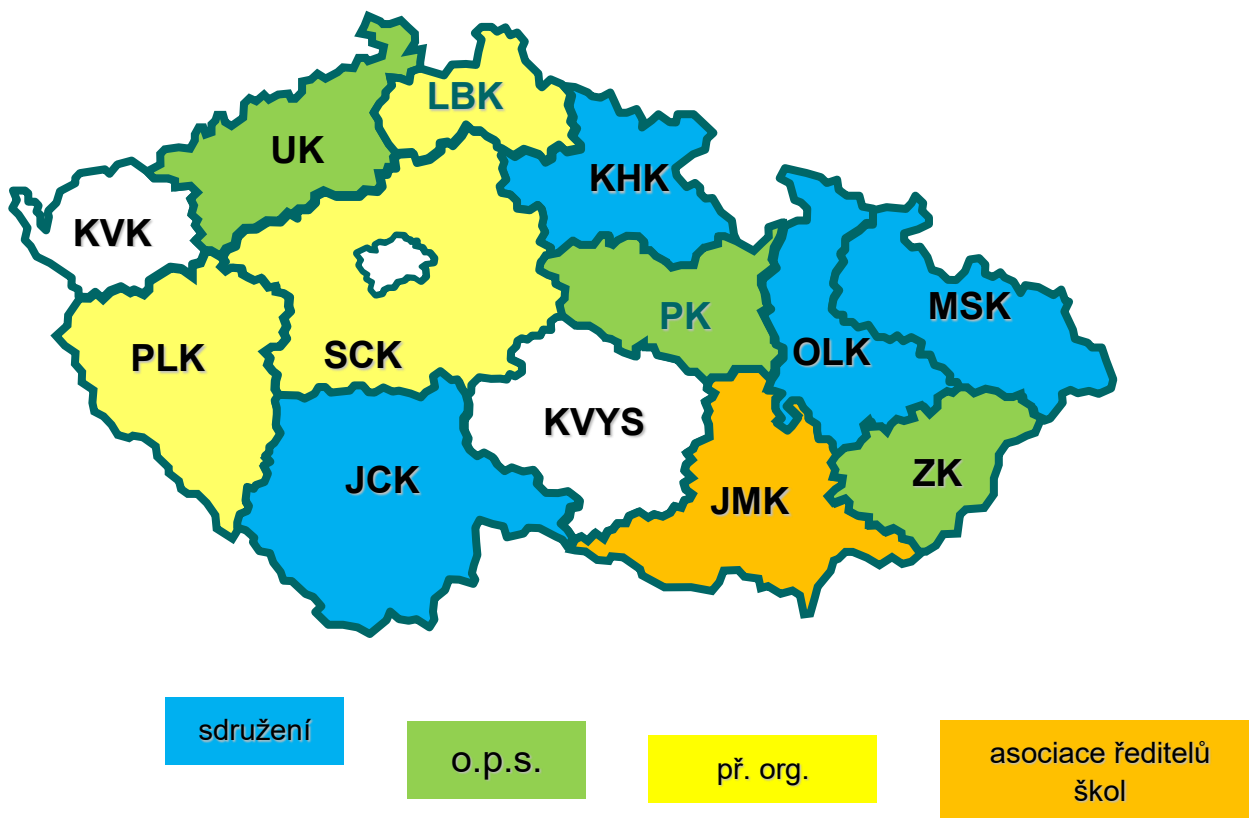 LBK
UK
KHK
KVK
MSK
PK
OLK
PLK
SCK
KVYS
ZK
JCK
JMK
sdružení
o.p.s.
př. org.
asociace ředitelů
škol